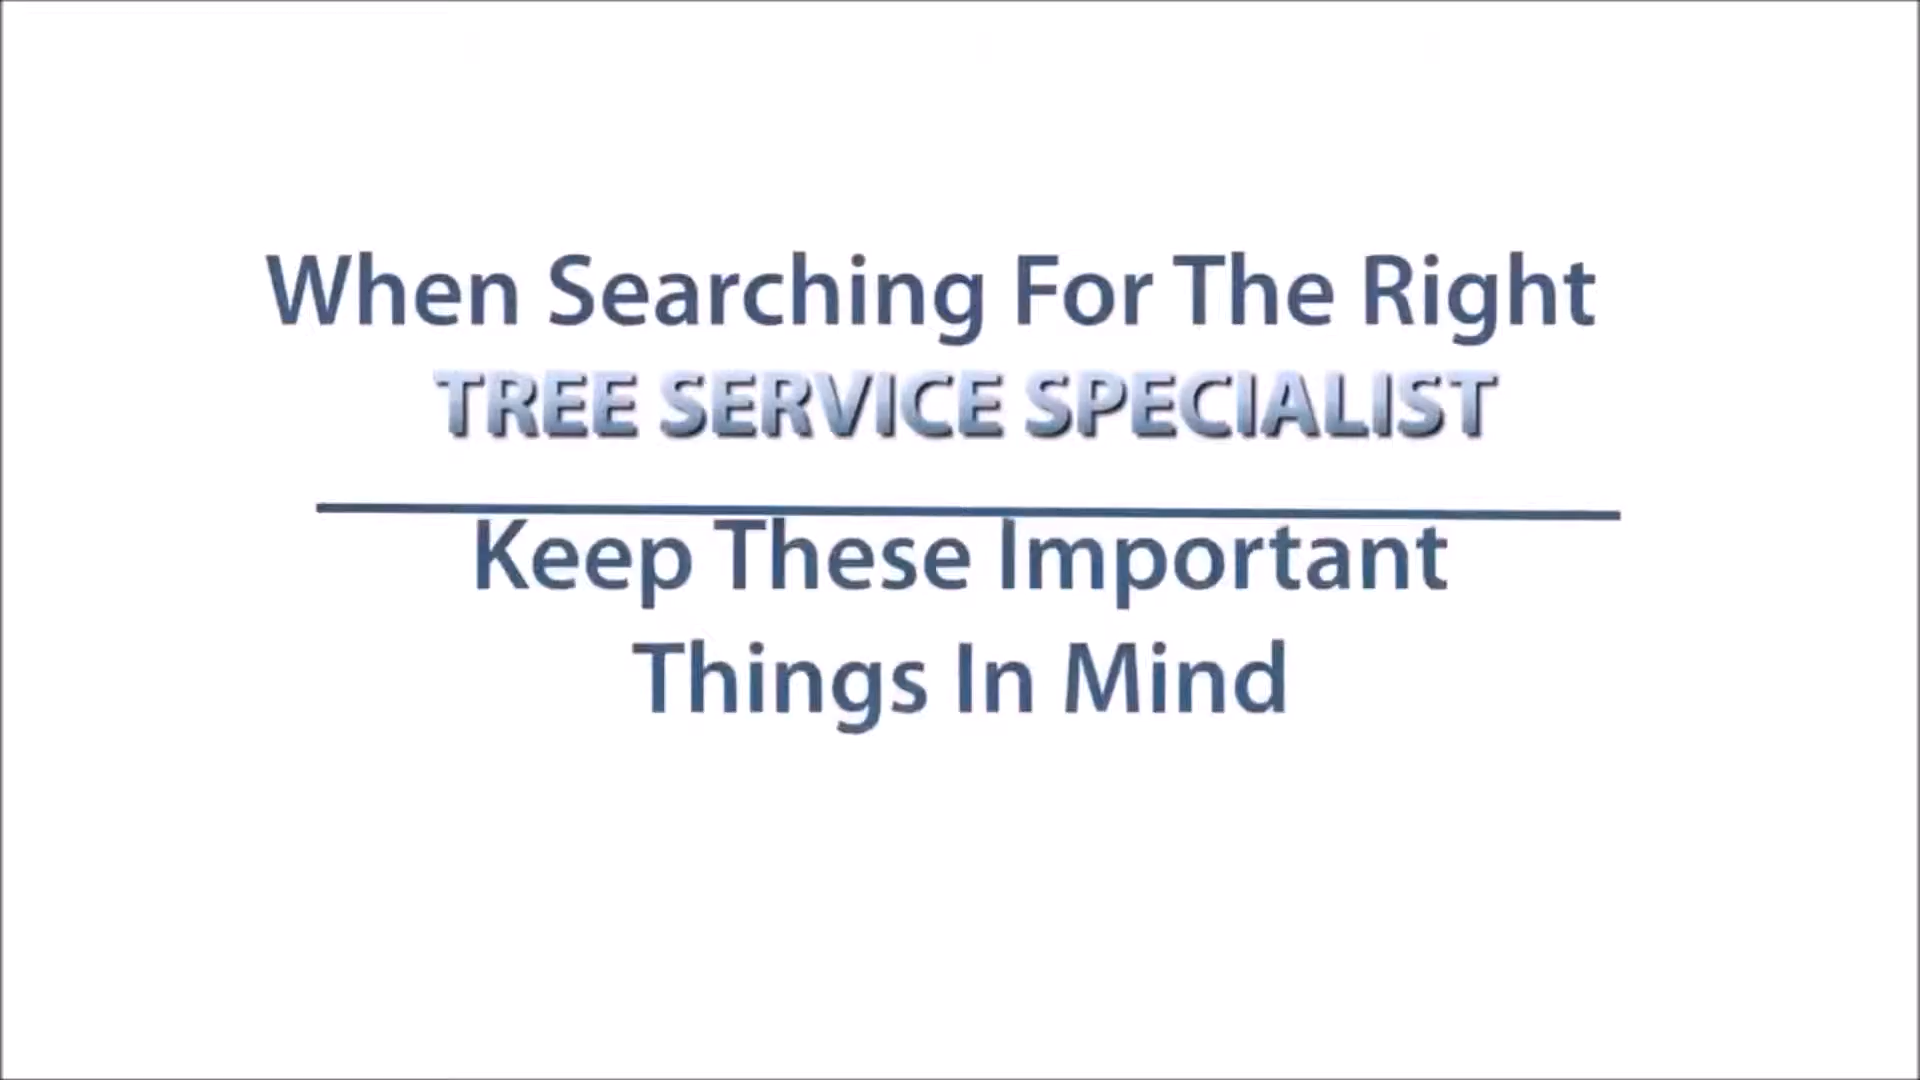 When Searching For The Right
TREE SERVICE SPECIALIST
Keep These Important
Things In Mind